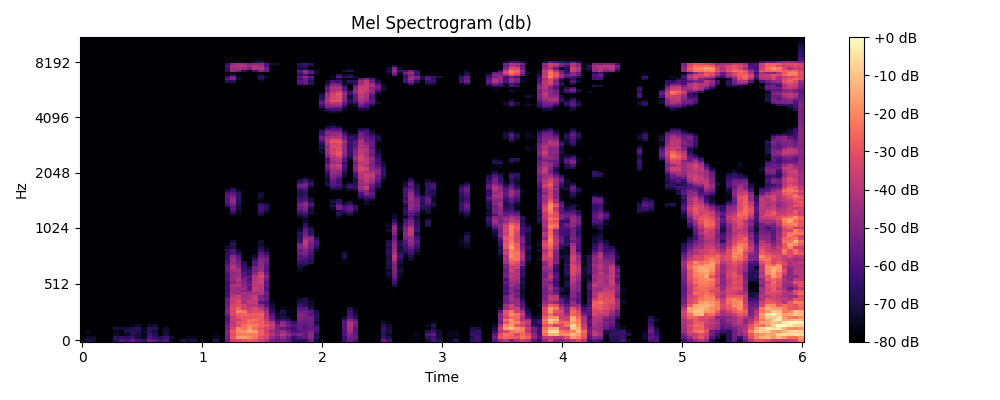 Mel Spectrogram (db)
8192
4096
2048
1024
512
0
Hz
0 1 2 3 4 5 6
Time
+0 dB
-10 dB
-20 dB
-30 dB
-40 dB
-50 dB
-60 dB
-70 dB
-80 dB